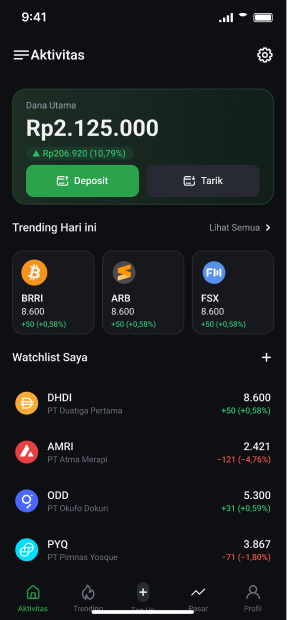 9:41
Aktivitas
Dana Utama
Rp2.125.000
▲ Rp206.920 (10,79%)
Deposit
Tarik
Trending Hari ini
Lihat Semua
BRRI
8.600
+50 (+0,58%)
ARB
8.600
+50 (+0,58%)
FSX
8.600
+50 (+0,58%)
Watchlist Saya
DHDI
8.600
PT Duatiga Pertama
+50 (+0,58%)
AMRI
2.421
PT Atma Merapi
−121 (−4,76%)
ODD
5.300
PT Okufo Dokuri
+31 (+0,59%)
PYQ
3.867
PT Pimnas Yosque
−71 (−1,80%)
Aktivitas
Trending
Top Up
Pasar
Profil